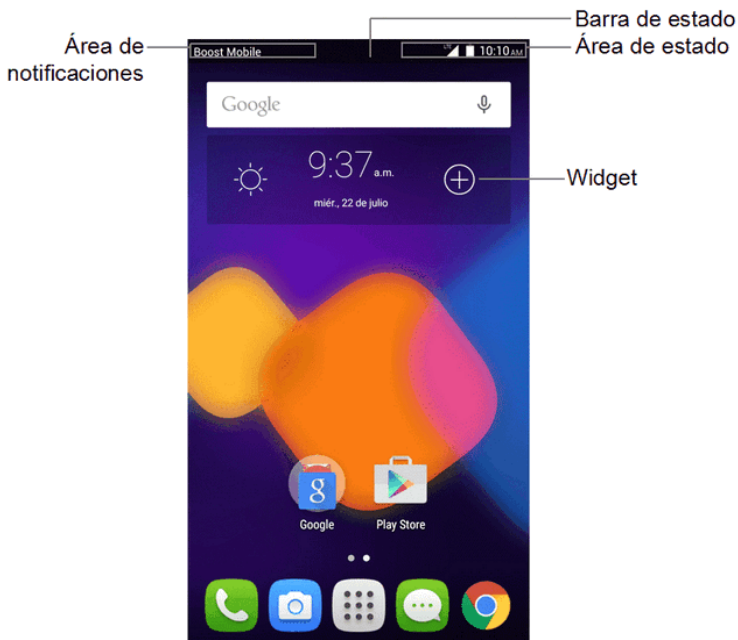 Barra de estado
Área de notificaciones
Boost Mobile
LTE 10:10 AM
Área de estado
Google
9:37 a.m.
miér., 22 de julio
Widget
g
Google
Play Store